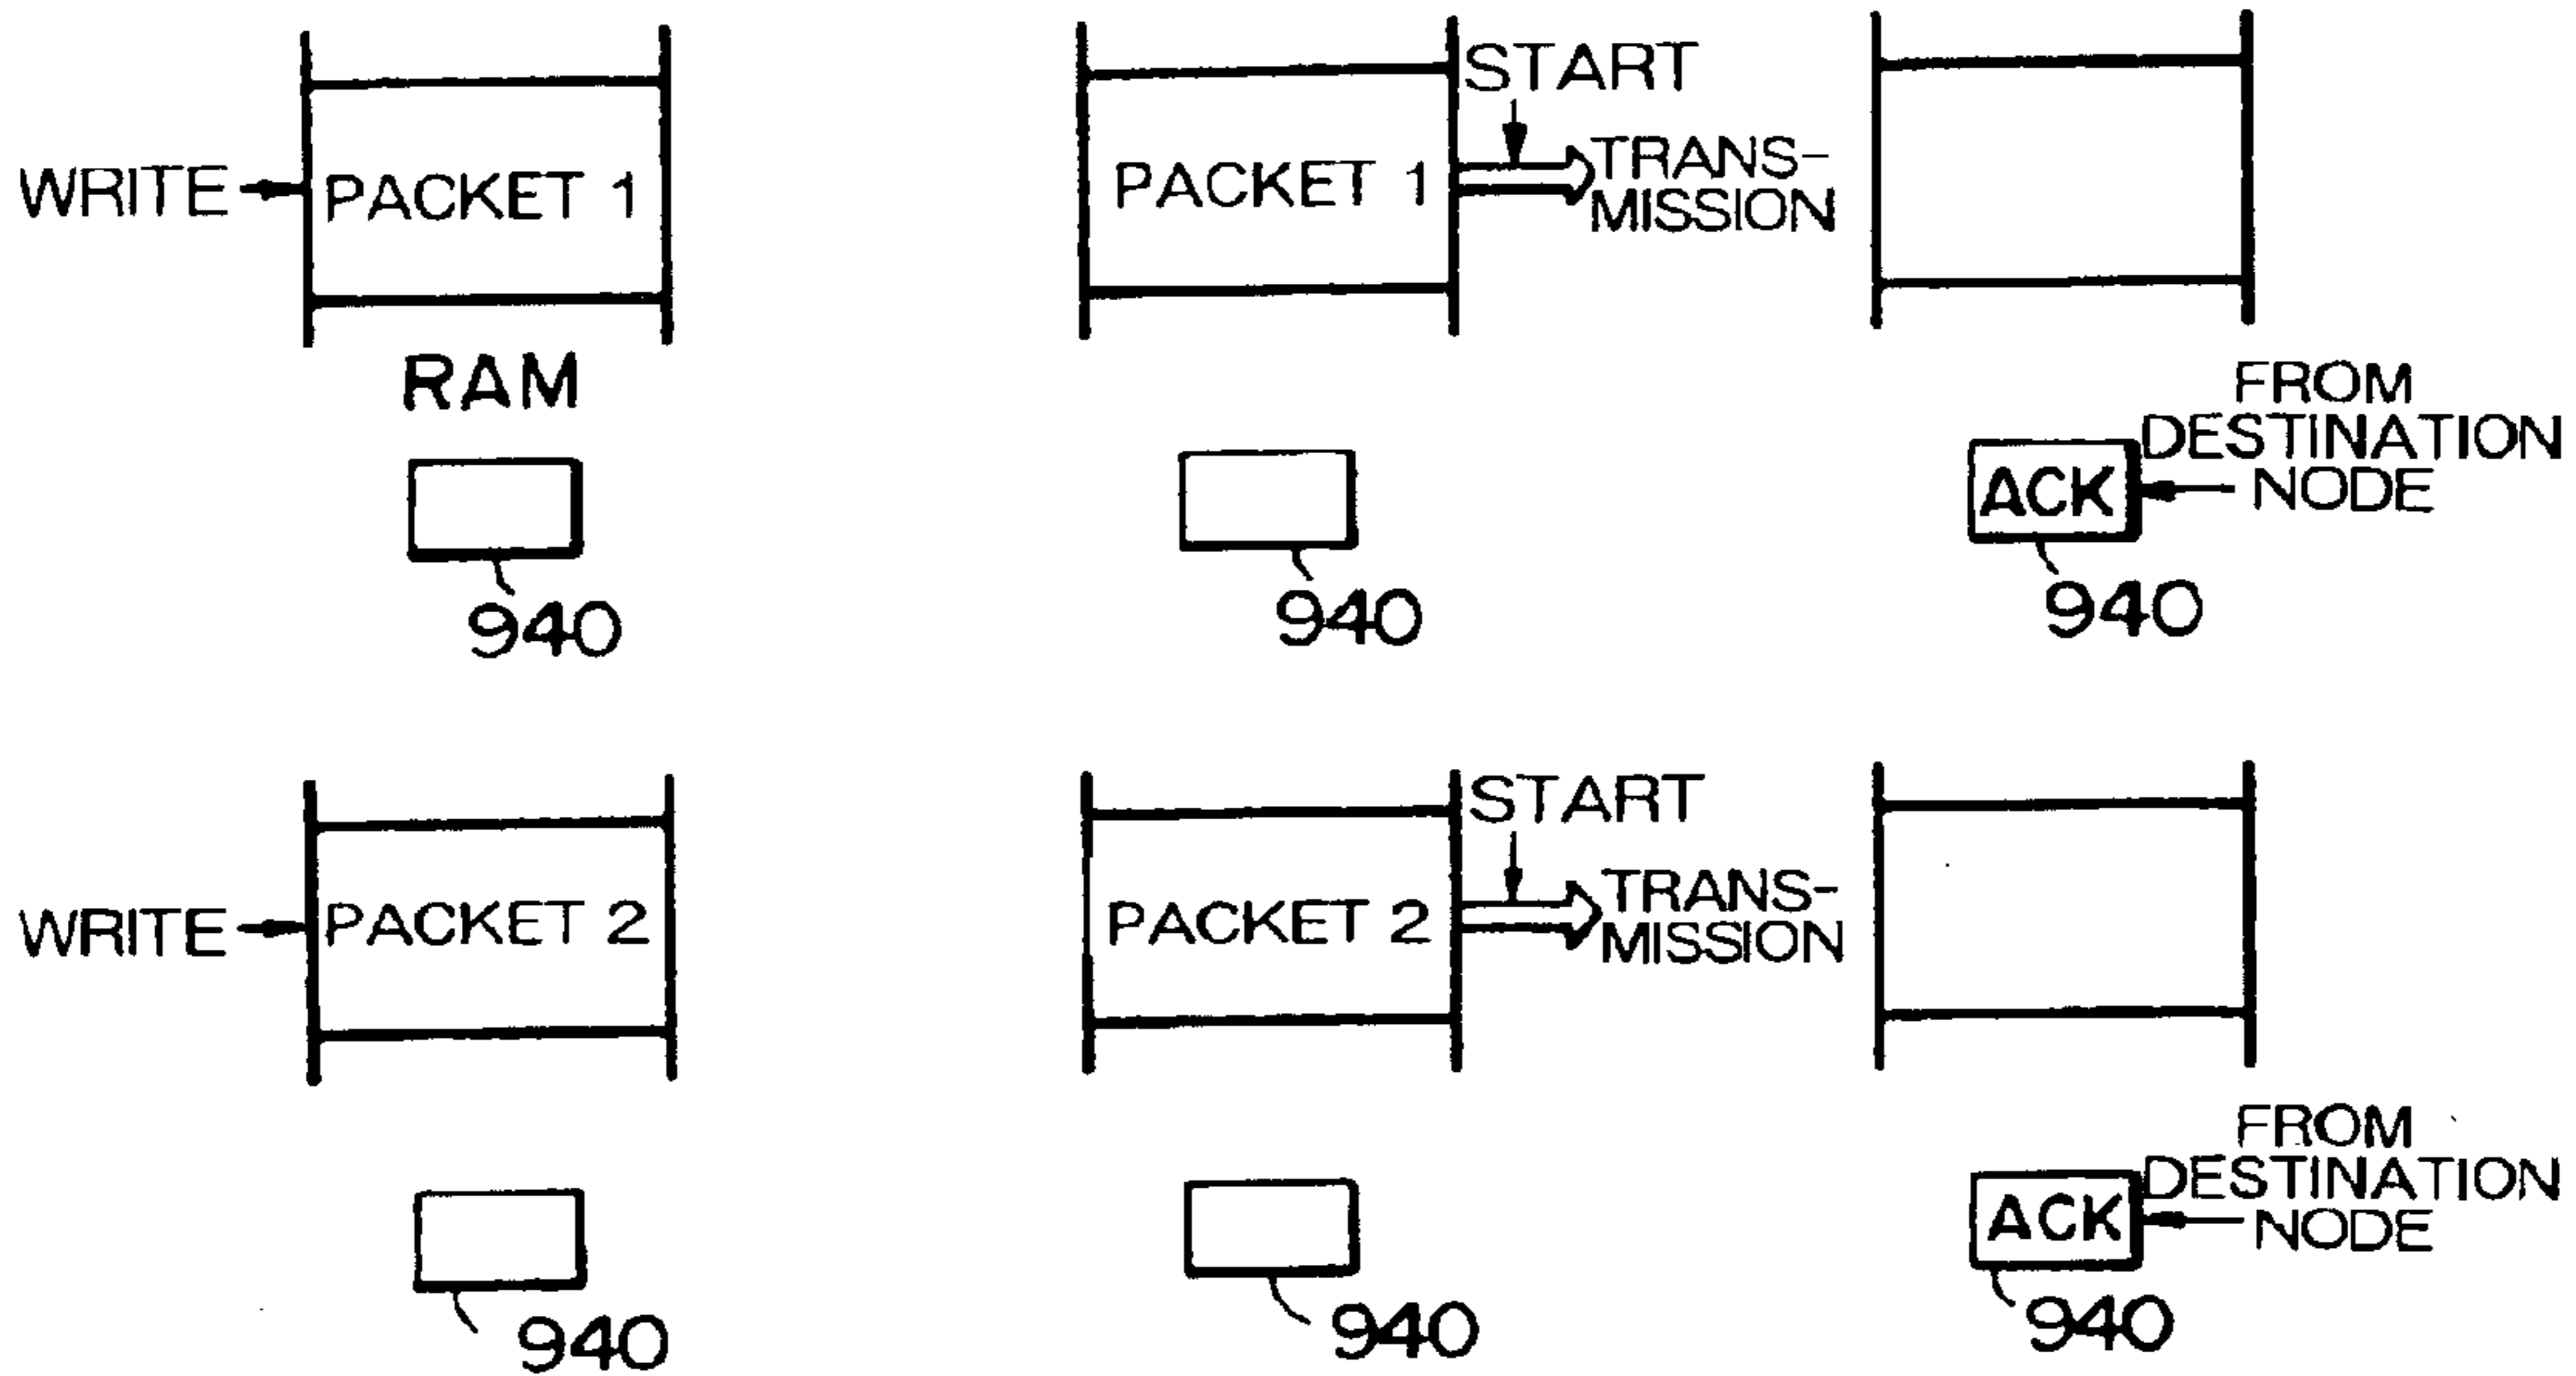 WRITE
PACKET 1
RAM
940
PACKET 1
START
TRANS-
MISSION
940
FROM
DESTINATION
NODE
ACK
940
WRITE
PACKET 2
940
PACKET 2
START
TRANS-
MISSION
940
FROM
DESTINATION
NODE
ACK
940